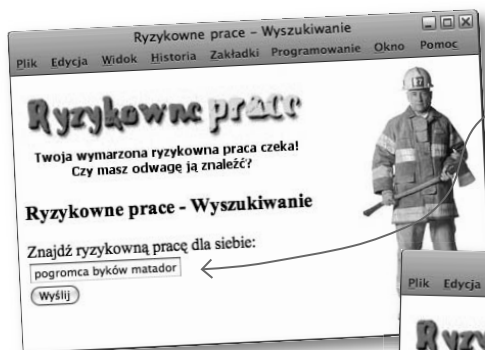 Ryzykowne prace – Wyszukiwanie
Plik Edycja Widok Historia Zakładki Programowanie Okno Pomoc
Ryzykowne prace
Twoja wymarzona ryzykowna praca czeka!
Czy masz odwagę ją znaleźć?
Ryzykowne prace - Wyszukiwanie
Znajdź ryzykowną pracę dla siebie:
pogromca byków matador
Wyślij
Plik Edycja